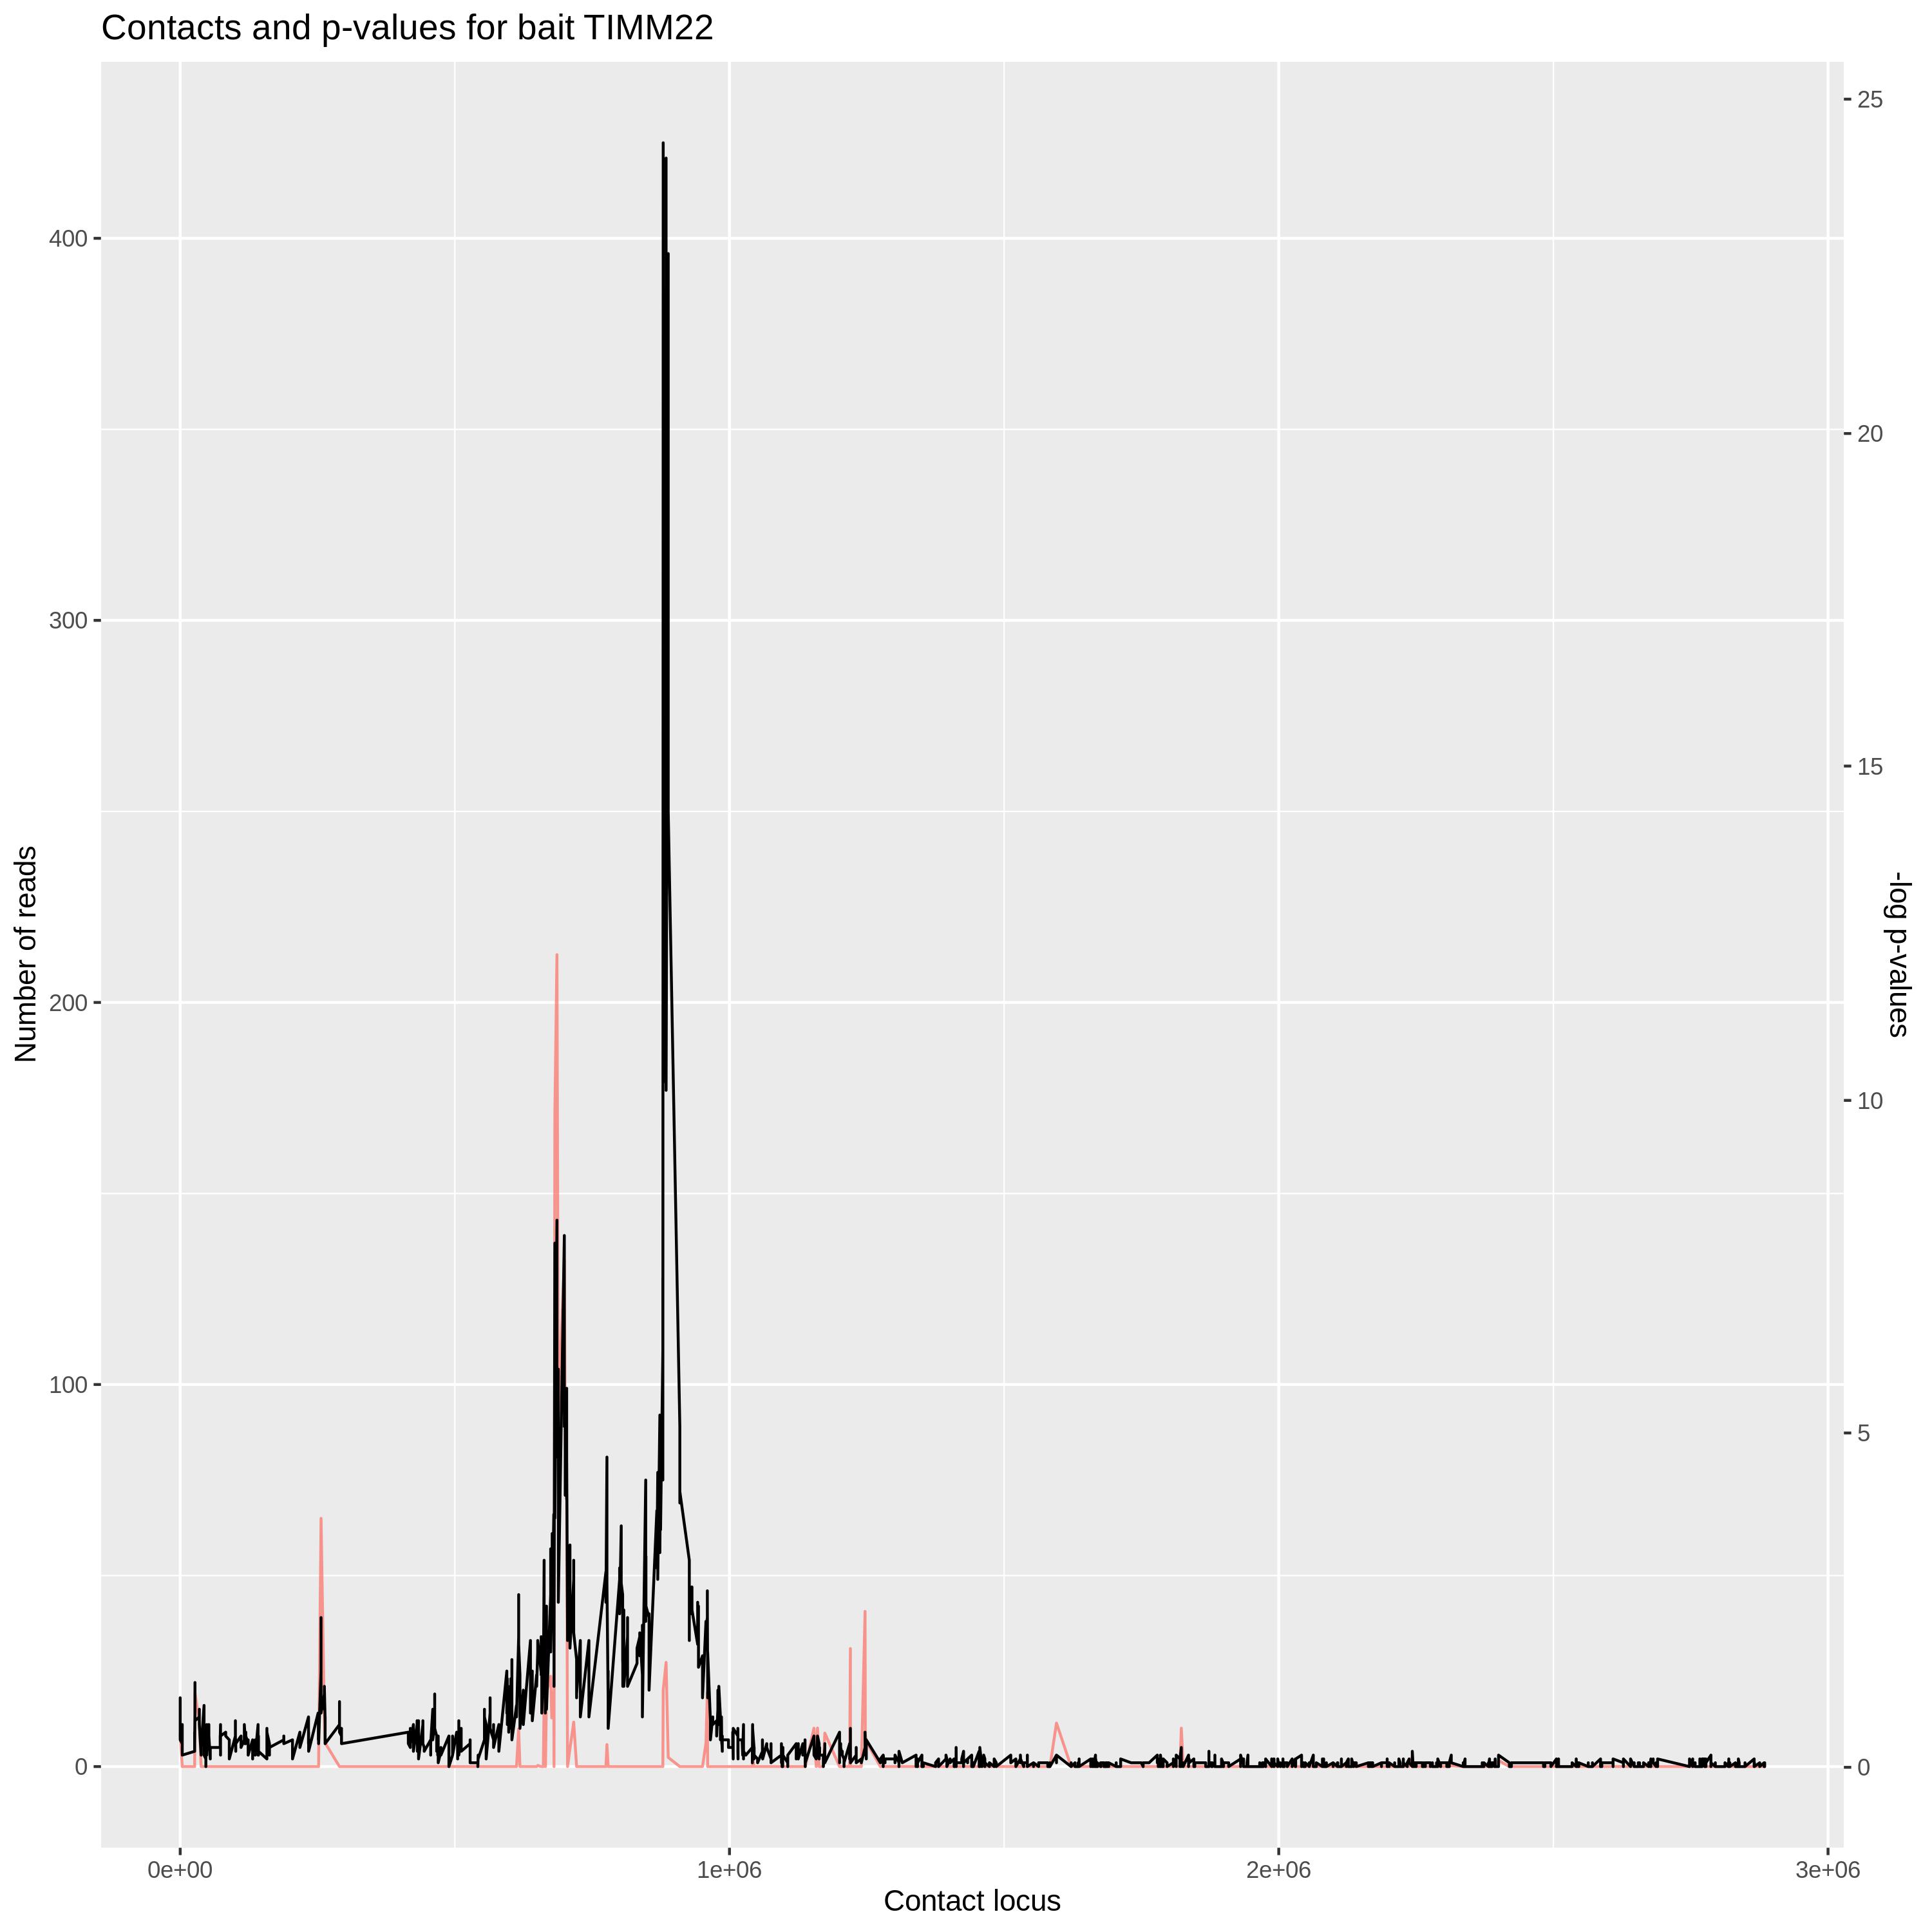 Contacts and p-values for bait TIMM22
Number of reads
400
300
200
100
0
25
20
15
10
5
0
-log p-values
0e+00
1e+06
2e+06
3e+06
Contact locus